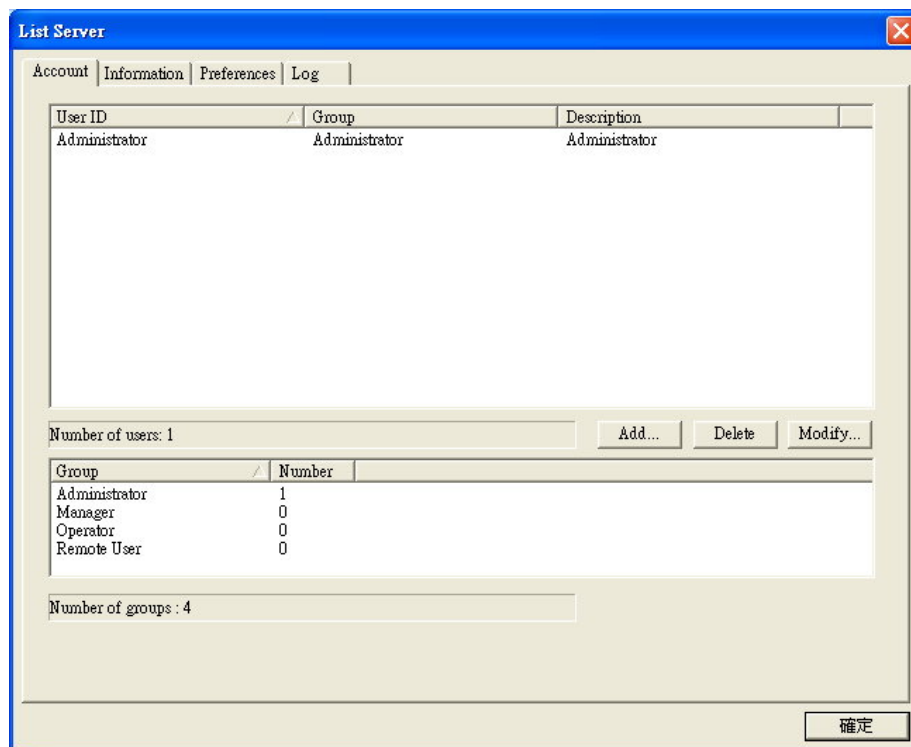 List Server
Account Information Preferences Log
User ID Group Description
Administrator Administrator Administrator
Number of users: 1 Add... Delete Modify...
Group Number
Administrator 1
Manager 0
Operator 0
Remote User 0
Number of groups : 4
確定